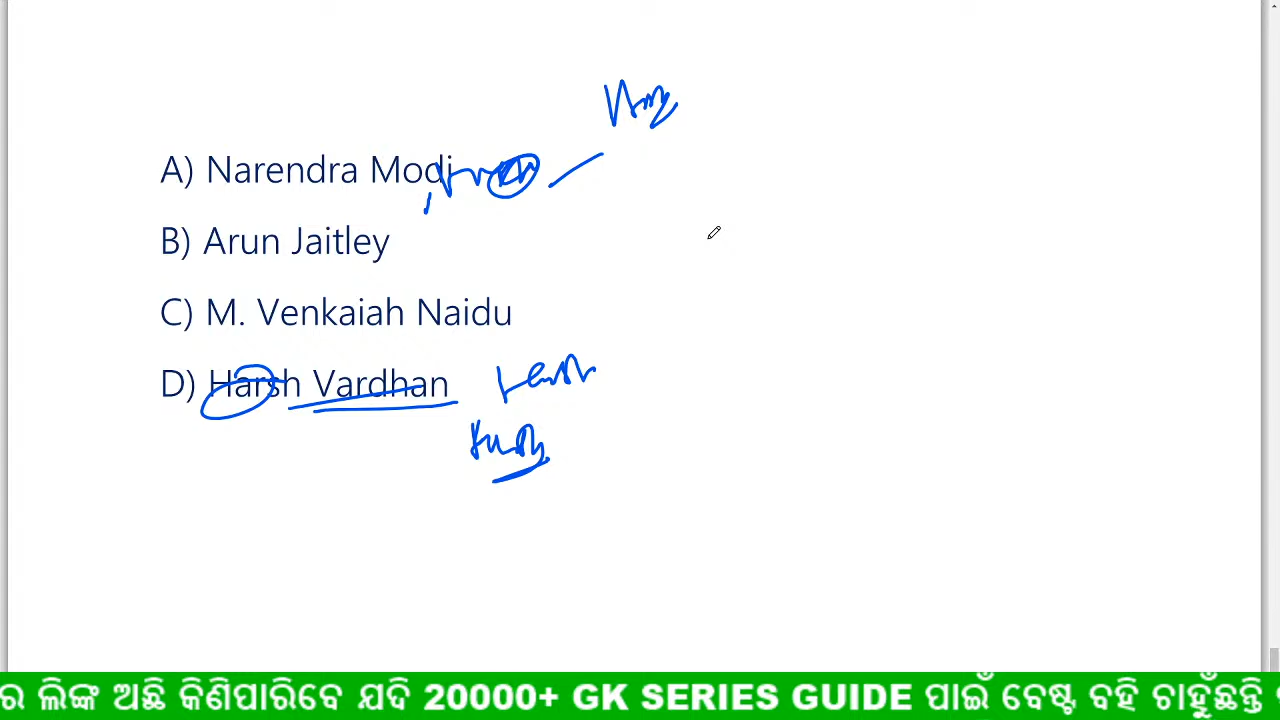 A) Narendra Modi
B) Arun Jaitley
C) M. Venkaiah Naidu
D) Harsh Vardhan
ର ଲିଙ୍କ ଅଛି କିଣିପାରିବେ ଯଦି 20000+ GK SERIES GUIDE ପାଇଁ ବେଷ୍ଟ ବହି ଚାହୁଁଛନ୍ତି